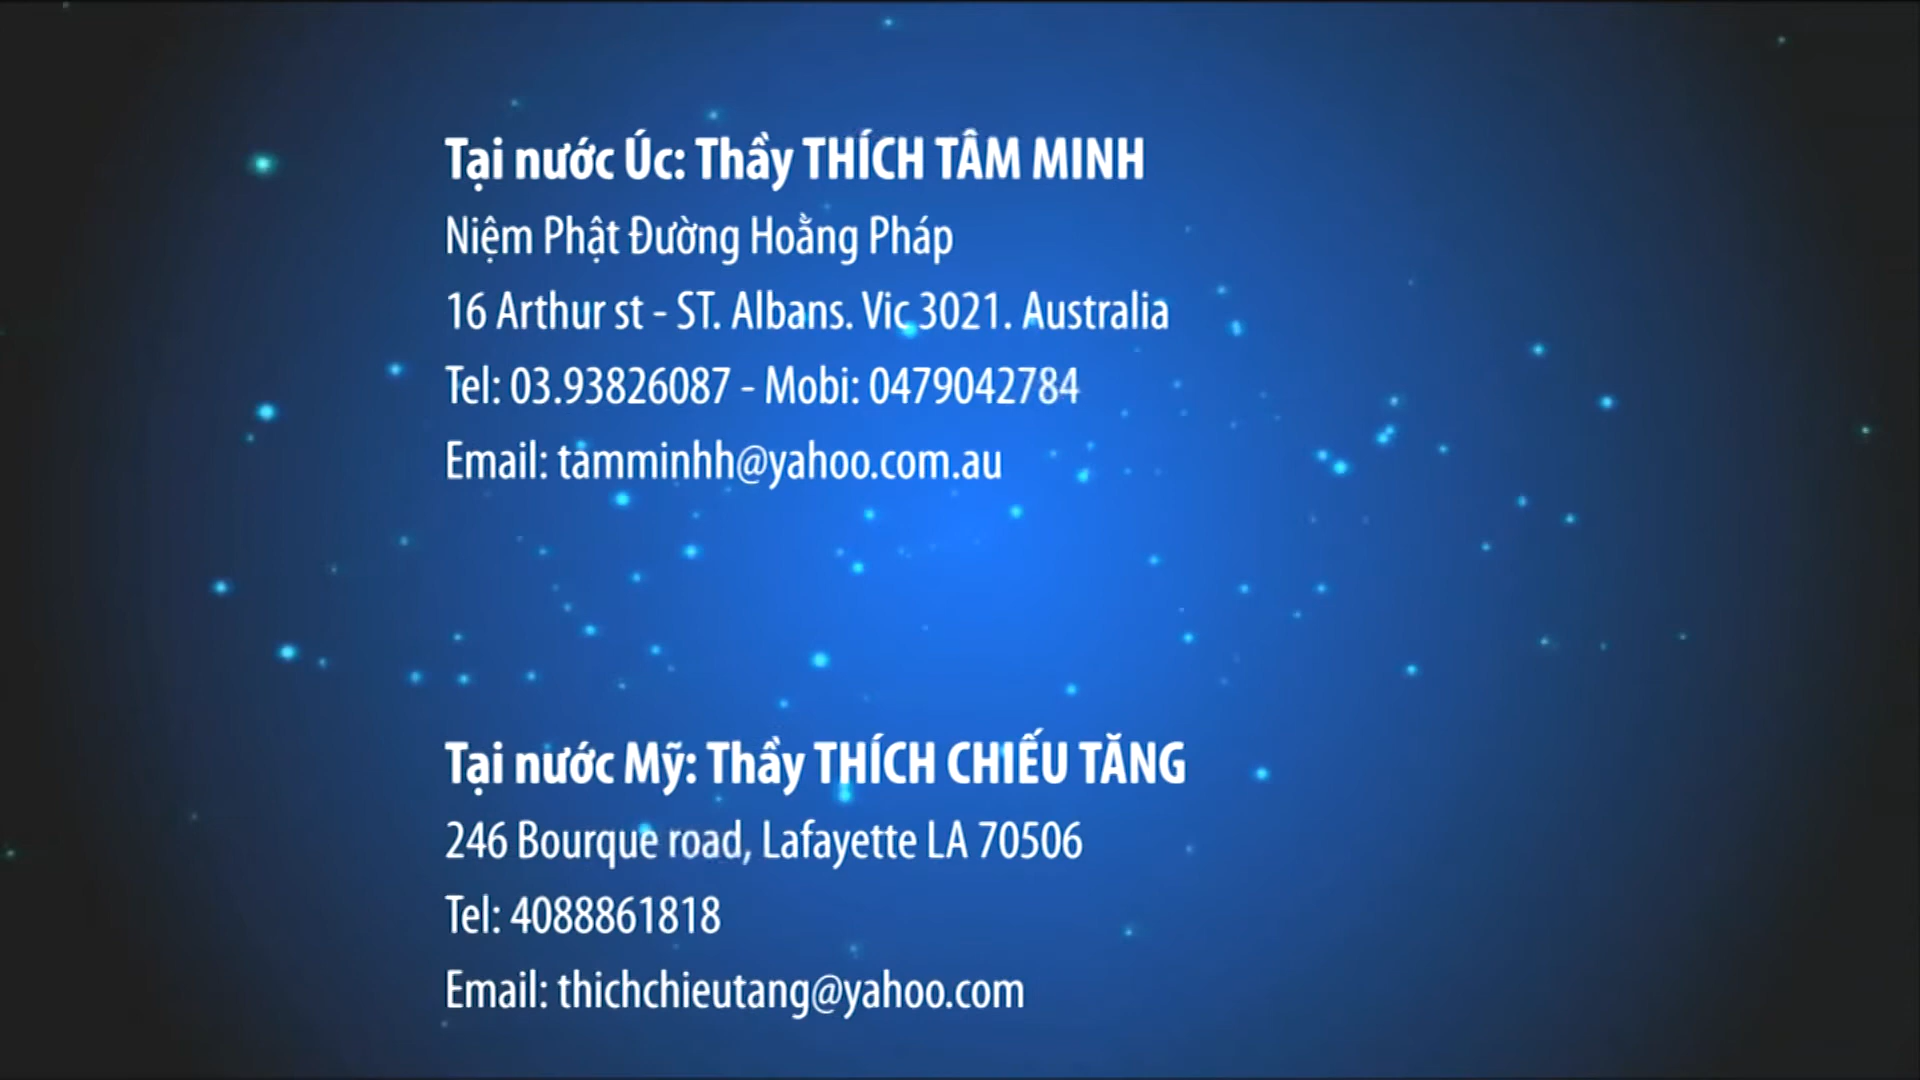 Tại nước Úc: Thầy THÍCH TÂM MINH
Niệm Phật Đường Hoằng Pháp
16 Arthur st - ST. Albans. Vic 3021. Australia
Tel: 03.93826087 - Mobi: 0479042784
Email: tamminhh@yahoo.com.au
Tại nước Mỹ: Thầy THÍCH CHIẾU TĂNG
246 Bourque road, Lafayette LA 70506
Tel: 4088861818
Email: thichchieutang@yahoo.com